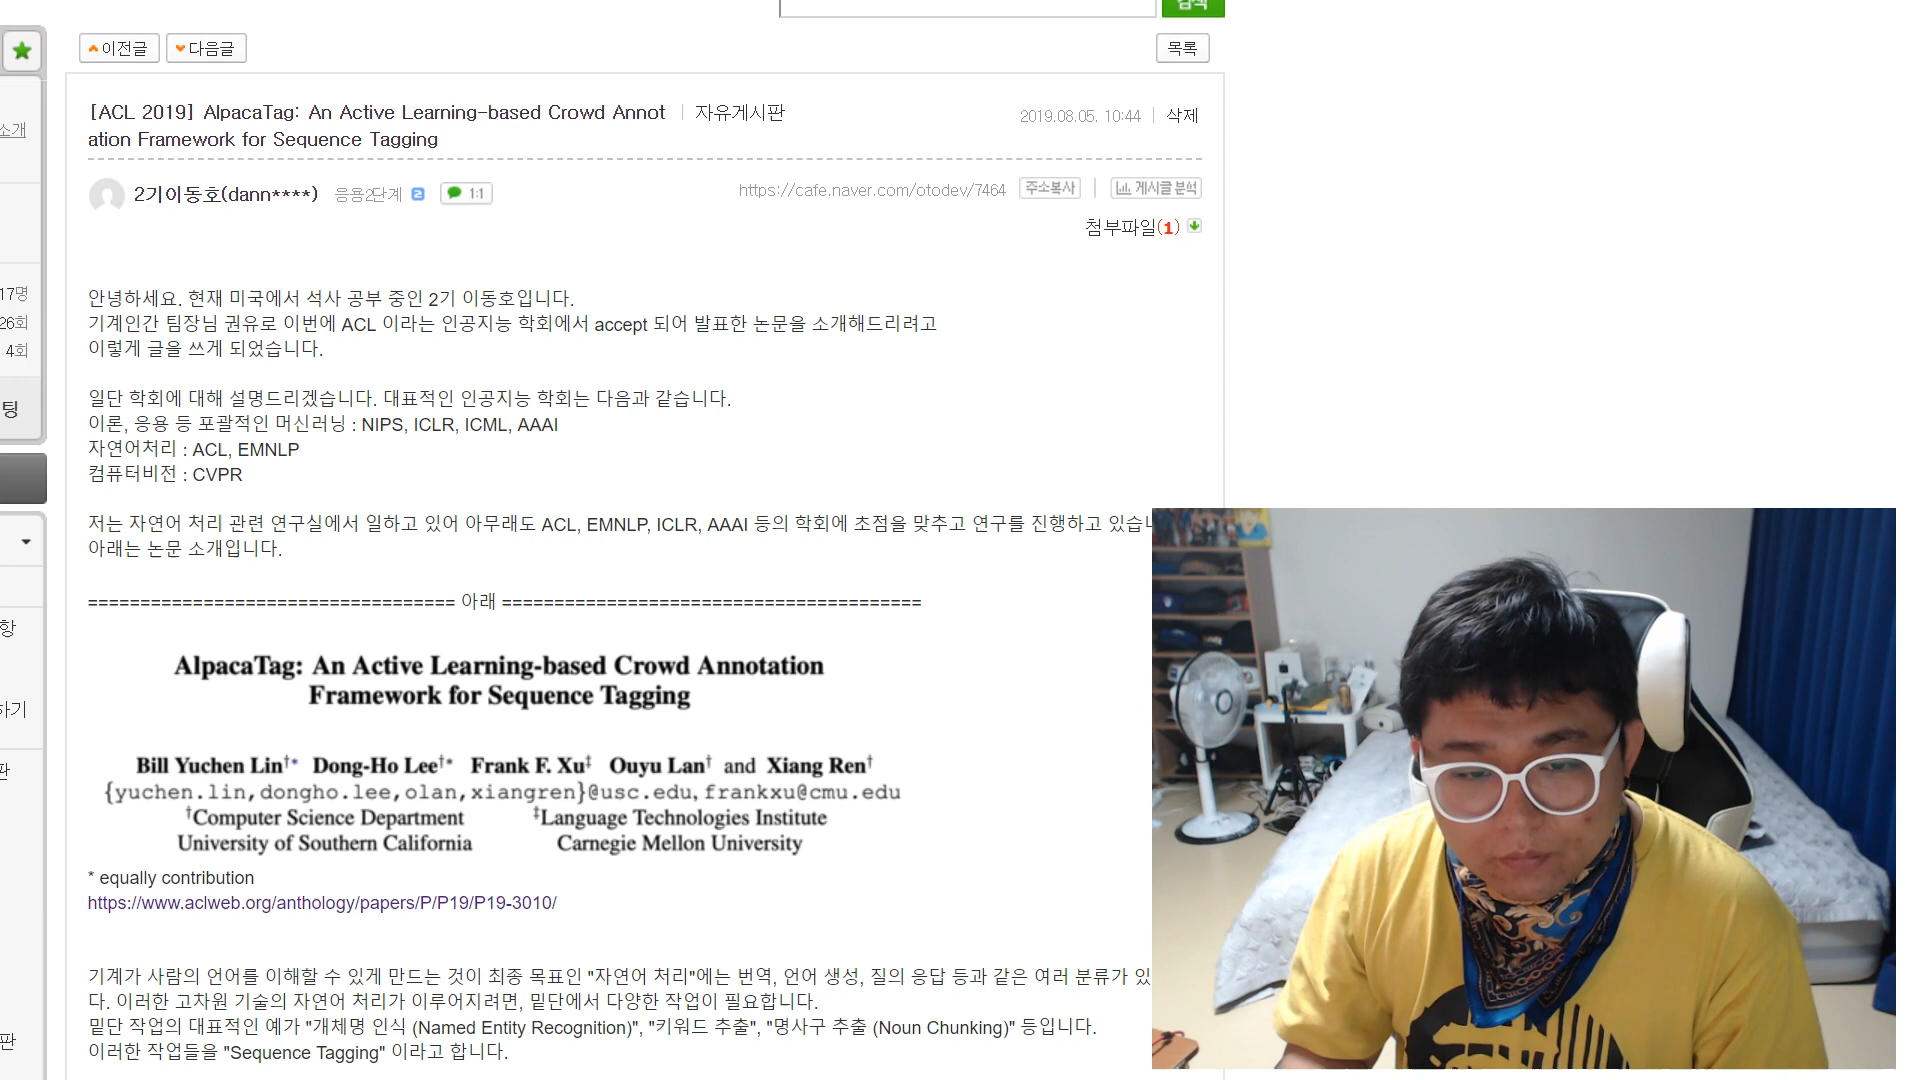 검색
이전글 다음글 목록
[ACL 2019] AlpacaTag: An Active Learning-based Crowd Annot 자유게시판 2019.08.05. 10:44 삭제
ation Framework for Sequence Tagging
소개
2기이동호(dann****) 응용2단계 1:1 https://cafe.naver.com/otodev/7464 주소복사 게시글 분석
첨부파일(1)
17명
26회
4회
팅
안녕하세요. 현재 미국에서 석사 공부 중인 2기 이동호입니다.
기계인간 팀장님 권유로 이번에 ACL 이라는 인공지능 학회에서 accept 되어 발표한 논문을 소개해드리려고
이렇게 글을 쓰게 되었습니다.
일단 학회에 대해 설명드리겠습니다. 대표적인 인공지능 학회는 다음과 같습니다.
이론, 응용 등 포괄적인 머신러닝 : NIPS, ICLR, ICML, AAAI
자연어처리 : ACL, EMNLP
컴퓨터비전 : CVPR
저는 자연어 처리 관련 연구실에서 일하고 있어 아무래도 ACL, EMNLP, ICLR, AAAI 등의 학회에 초점을 맞추고 연구를 진행하고 있습니
아래는 논문 소개입니다.
=================================== 아래 ========================================
항
하기
판
판
AlpacaTag: An Active Learning-based Crowd Annotation
Framework for Sequence Tagging
Bill Yuchen Lin†* Dong-Ho Lee†* Frank F. Xu‡ Ouyu Lan† and Xiang Ren†
{yuchen.lin,dongho.lee,olan,xiangren}@usc.edu,frankxu@cmu.edu
†Computer Science Department ‡Language Technologies Institute
University of Southern California Carnegie Mellon University
* equally contribution
https://www.aclweb.org/anthology/papers/P/P19/P19-3010/
기계가 사람의 언어를 이해할 수 있게 만드는 것이 최종 목표인 "자연어 처리"에는 번역, 언어 생성, 질의 응답 등과 같은 여러 분류가 있
다. 이러한 고차원 기술의 자연어 처리가 이루어지려면, 밑단에서 다양한 작업이 필요합니다.
밑단 작업의 대표적인 예가 "개체명 인식 (Named Entity Recognition)", "키워드 추출", "명사구 추출 (Noun Chunking)" 등입니다.
이러한 작업들을 "Sequence Tagging" 이라고 합니다.